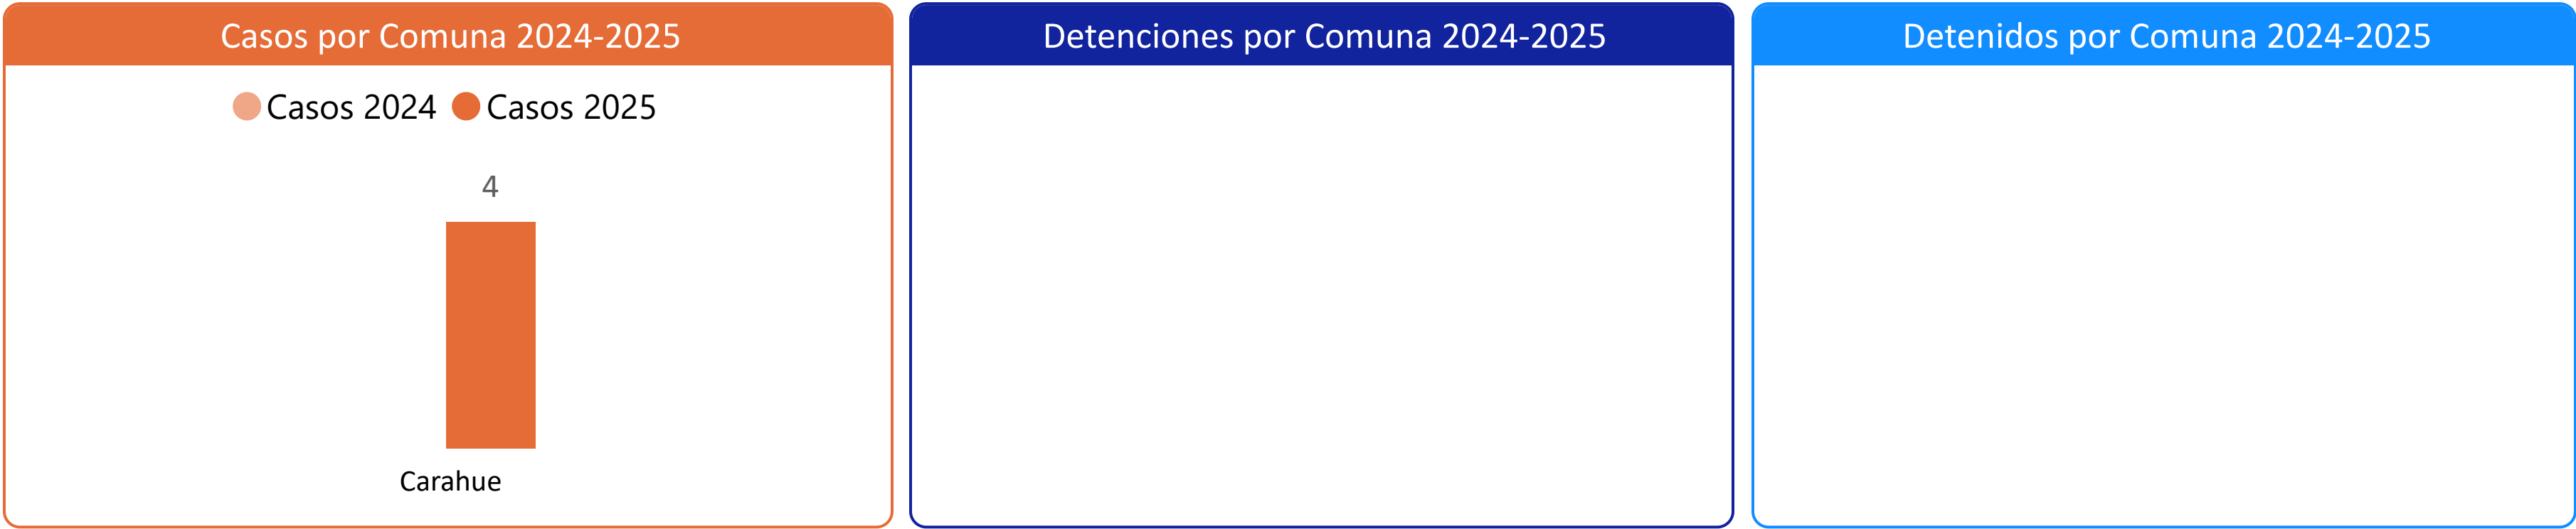 Casos por Comuna 2024-2025
Casos 2024 Casos 2025
4
Carahue
Detenciones por Comuna 2024-2025
Detenidos por Comuna 2024-2025